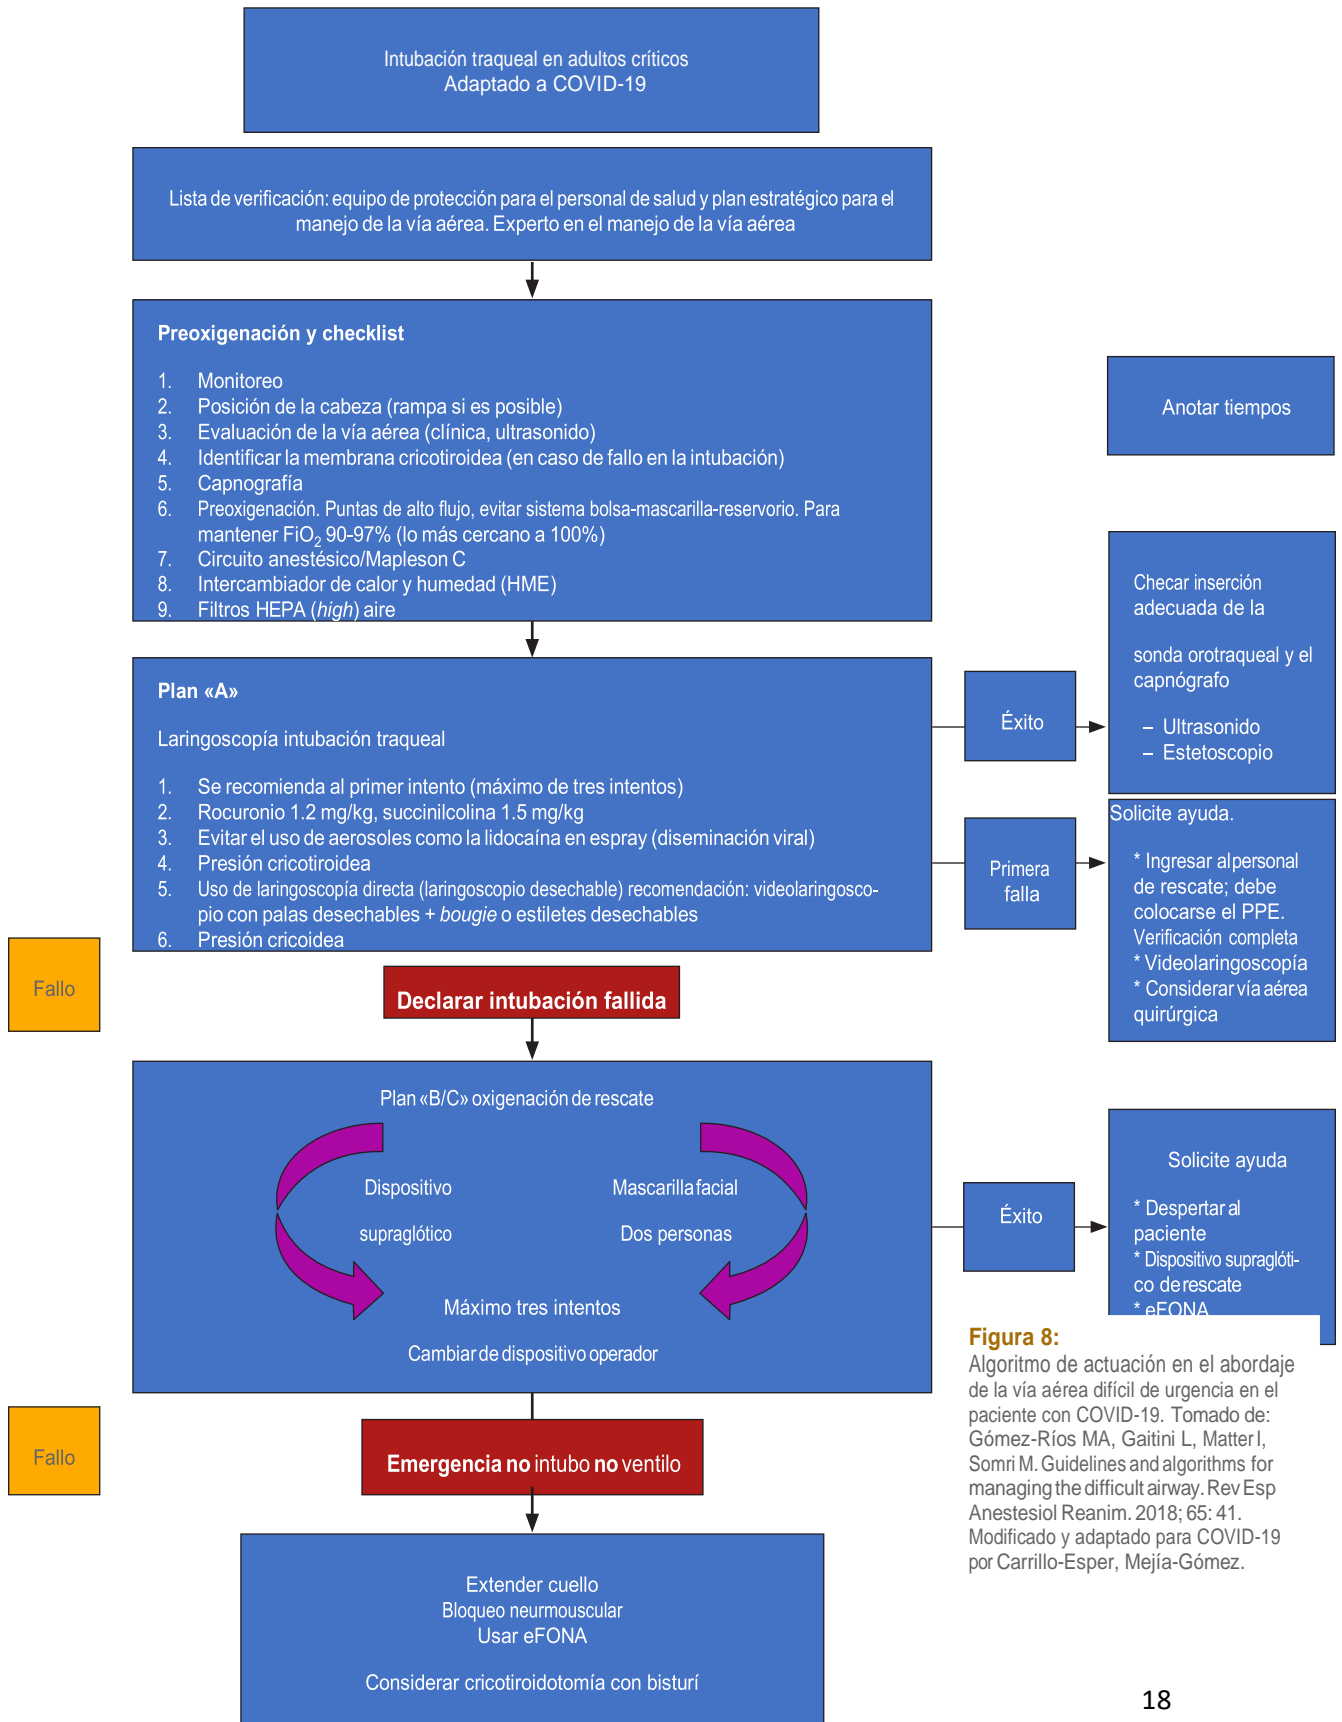 Intubación traqueal en adultos críticos
Adaptado a COVID-19
Lista de verificación: equipo de protección para el personal de salud y plan estratégico para el
manejo de la vía aérea. Experto en el manejo de la vía aérea
Preoxigenación y checklist
1. Monitoreo
2. Posición de la cabeza (rampa si es posible)
3. Evaluación de la vía aérea (clínica, ultrasonido)
4. Identificar la membrana cricotiroidea (en caso de fallo en la intubación)
5. Capnografía
6. Preoxigenación. Puntas de alto flujo, evitar sistema bolsa-mascarilla-reservorio. Para
mantener FiO2 90-97% (lo más cercano a 100%)
7. Circuito anestésico/Mapleson C
8. Intercambiador de calor y humedad (HME)
9. Filtros HEPA (high) aire
Anotar tiempos
Plan «A»
Laringoscopía intubación traqueal
1. Se recomienda al primer intento (máximo de tres intentos)
2. Rocuronio 1.2 mg/kg, succinilcolina 1.5 mg/kg
3. Evitar el uso de aerosoles como la lidocaína en espray (diseminación viral)
4. Presión cricotiroidea
5. Uso de laringoscopía directa (laringoscopio desechable) recomendación: videolaringosco-
pio con palas desechables + bougie o estiletes desechables
6. Presión cricoidea
Éxito
Checar inserción
adecuada de la
sonda orotraqueal y el
capnógrafo
– Ultrasonido
– Estetoscopio
Primera
falla
Solicite ayuda.
* Ingresar al personal
de rescate; debe
colocarse el PPE.
Verificación completa
* Videolaringoscopía
* Considerar vía aérea
quirúrgica
Fallo
Declarar intubación fallida
Plan «B/C» oxigenación de rescate
Dispositivo
supraglótico
Mascarilla facial
Dos personas
Máximo tres intentos
Cambiar de dispositivo operador
Éxito
Solicite ayuda
* Despertar al
paciente
* Dispositivo supraglóti-
co de rescate
* eFONA
Fallo
Emergencia no intubo no ventilo
Extender cuello
Bloqueo neurmouscular
Usar eFONA
Considerar cricotiroidotomía con bisturí
Figura 8:
Algoritmo de actuación en el abordaje
de la vía aérea difícil de urgencia en el
paciente con COVID-19. Tomado de:
Gómez-Ríos MA, Gaitini L, Matter I,
Somri M. Guidelines and algorithms for
managing the difficult airway. Rev Esp
Anestesiol Reanim. 2018; 65: 41.
Modificado y adaptado para COVID-19
por Carrillo-Esper, Mejía-Gómez.
18